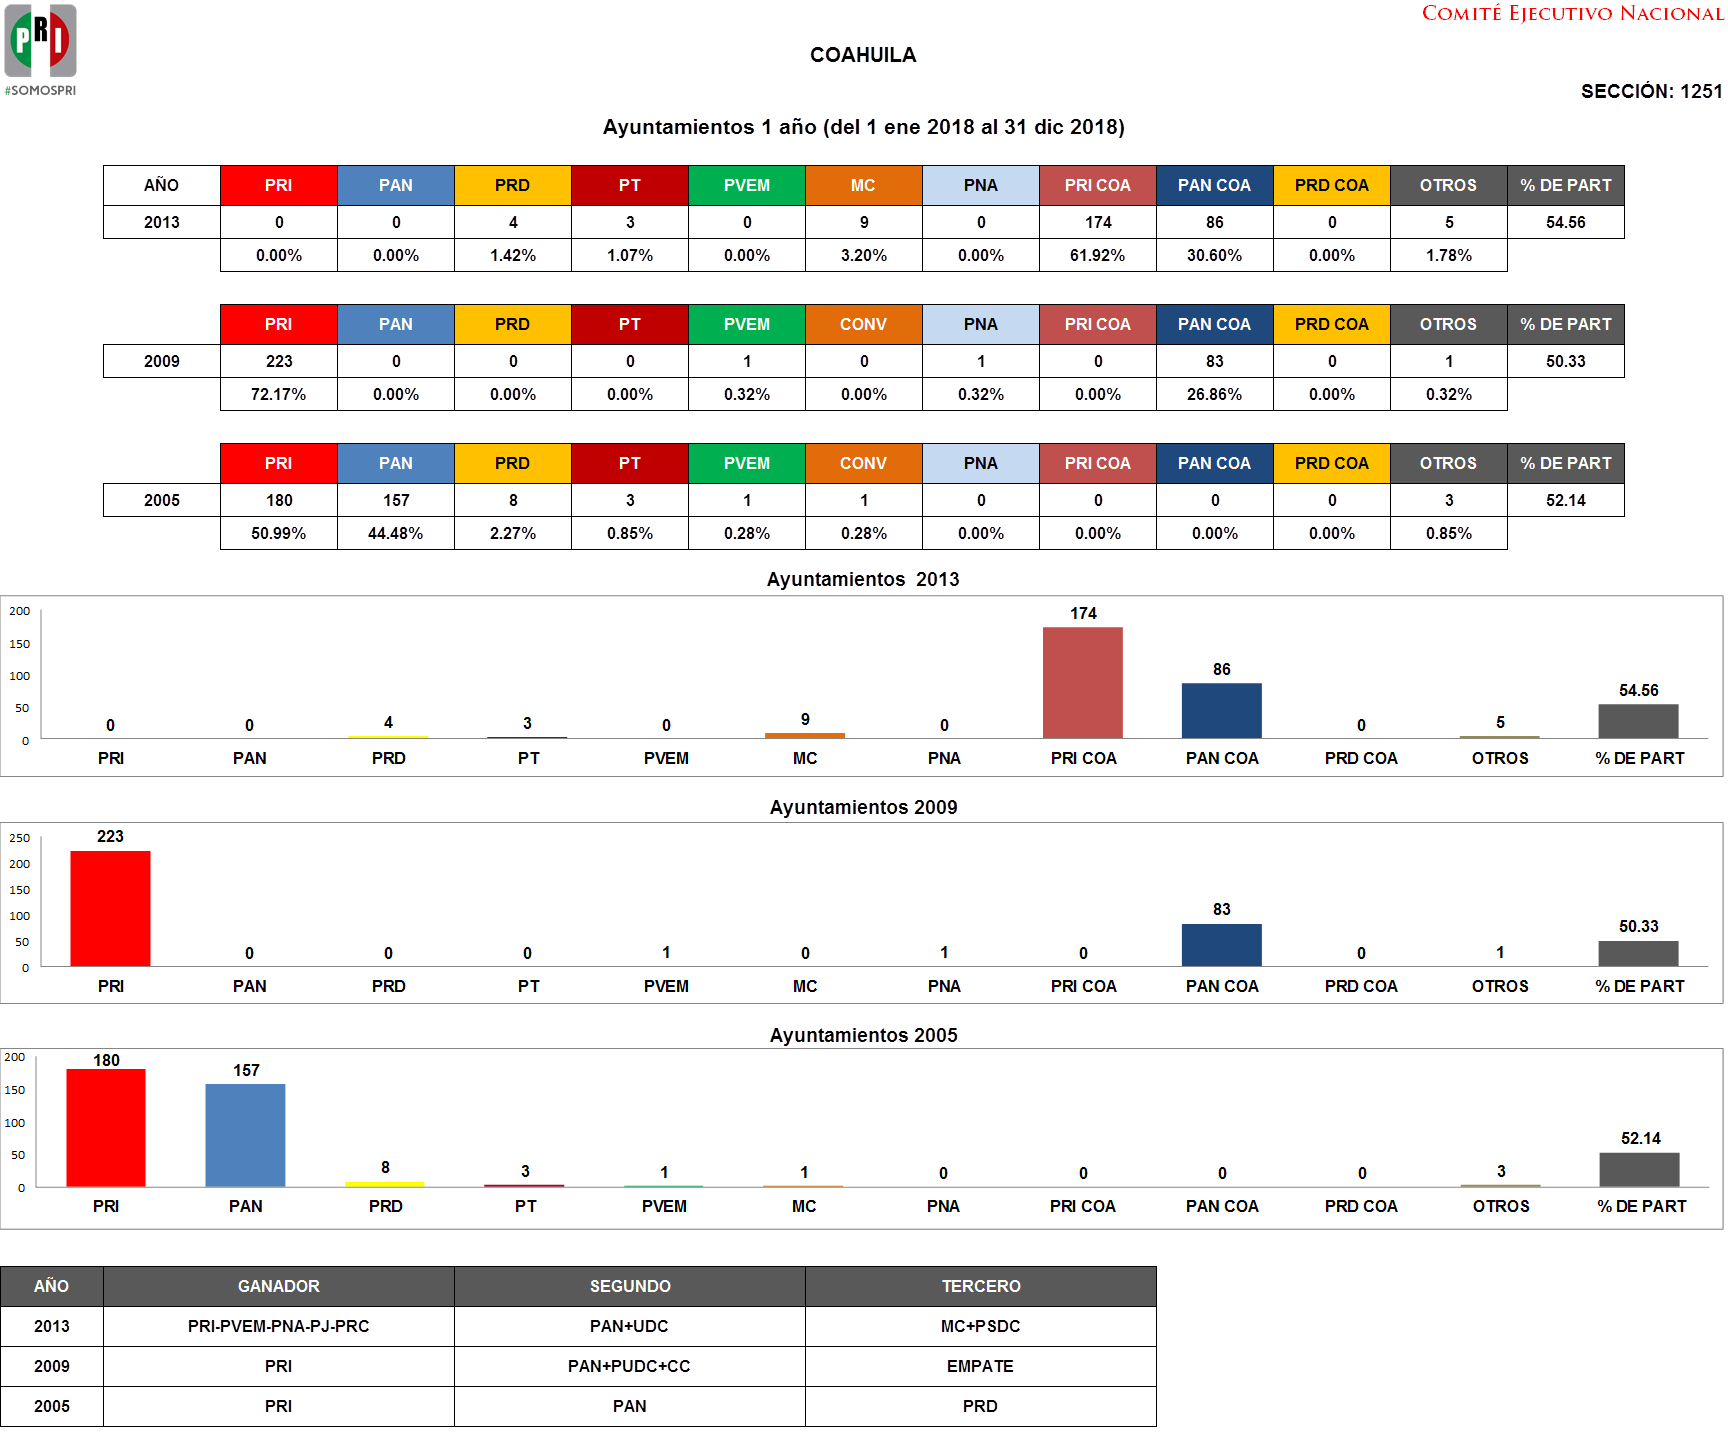 PRI
#SOMOSPRI
COMITÉ EJECUTIVO NACIONAL
COAHUILA
SECCIÓN: 1251
Ayuntamientos 1 año (del 1 ene 2018 al 31 dic 2018)
AÑO PRI PAN PRD PT PVEM MC PNA PRI COA PAN COA PRD COA OTROS % DE PART
2013 0 0 4 3 0 9 0 174 86 0 5 54.56
0.00% 0.00% 1.42% 1.07% 0.00% 3.20% 0.00% 61.92% 30.60% 0.00% 1.78%
PRI PAN PRD PT PVEM CONV PNA PRI COA PAN COA PRD COA OTROS % DE PART
2009 223 0 0 0 1 0 1 0 83 0 1 50.33
72.17% 0.00% 0.00% 0.00% 0.32% 0.00% 0.32% 0.00% 26.86% 0.00% 0.32%
PRI PAN PRD PT PVEM CONV PNA PRI COA PAN COA PRD COA OTROS % DE PART
2005 180 157 8 3 1 1 0 0 0 0 3 52.14
50.99% 44.48% 2.27% 0.85% 0.28% 0.28% 0.00% 0.00% 0.00% 0.00% 0.85%
Ayuntamientos 2013
200
150
100
50
0
0 0 4 3 0 9 0 174 86 0 5 54.56
PRI PAN PRD PT PVEM MC PNA PRI COA PAN COA PRD COA OTROS % DE PART
Ayuntamientos 2009
250
200
150
100
50
0
223 0 0 0 1 0 1 0 83 0 1 50.33
PRI PAN PRD PT PVEM MC PNA PRI COA PAN COA PRD COA OTROS % DE PART
Ayuntamientos 2005
200
150
100
50
0
180 157 8 3 1 1 0 0 0 0 3 52.14
PRI PAN PRD PT PVEM MC PNA PRI COA PAN COA PRD COA OTROS % DE PART
AÑO GANADOR SEGUNDO TERCERO
2013 PRI-PVEM-PNA-PJ-PRC PAN+UDC MC+PSDC
2009 PRI PAN+PUDC+CC EMPATE
2005 PRI PAN PRD